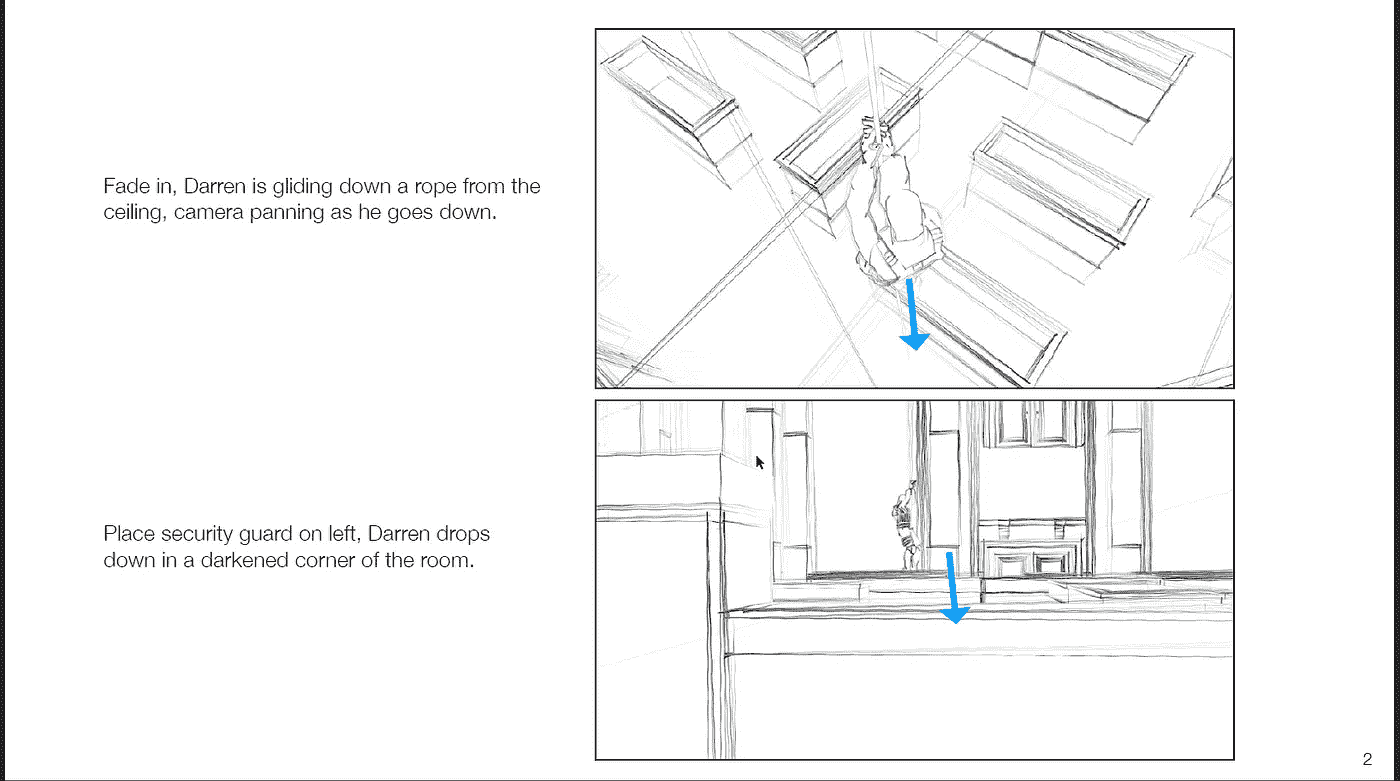 Fade in, Darren is gliding down a rope from the
ceiling, camera panning as he goes down.
Place security guard on left, Darren drops
down in a darkened corner of the room.
2